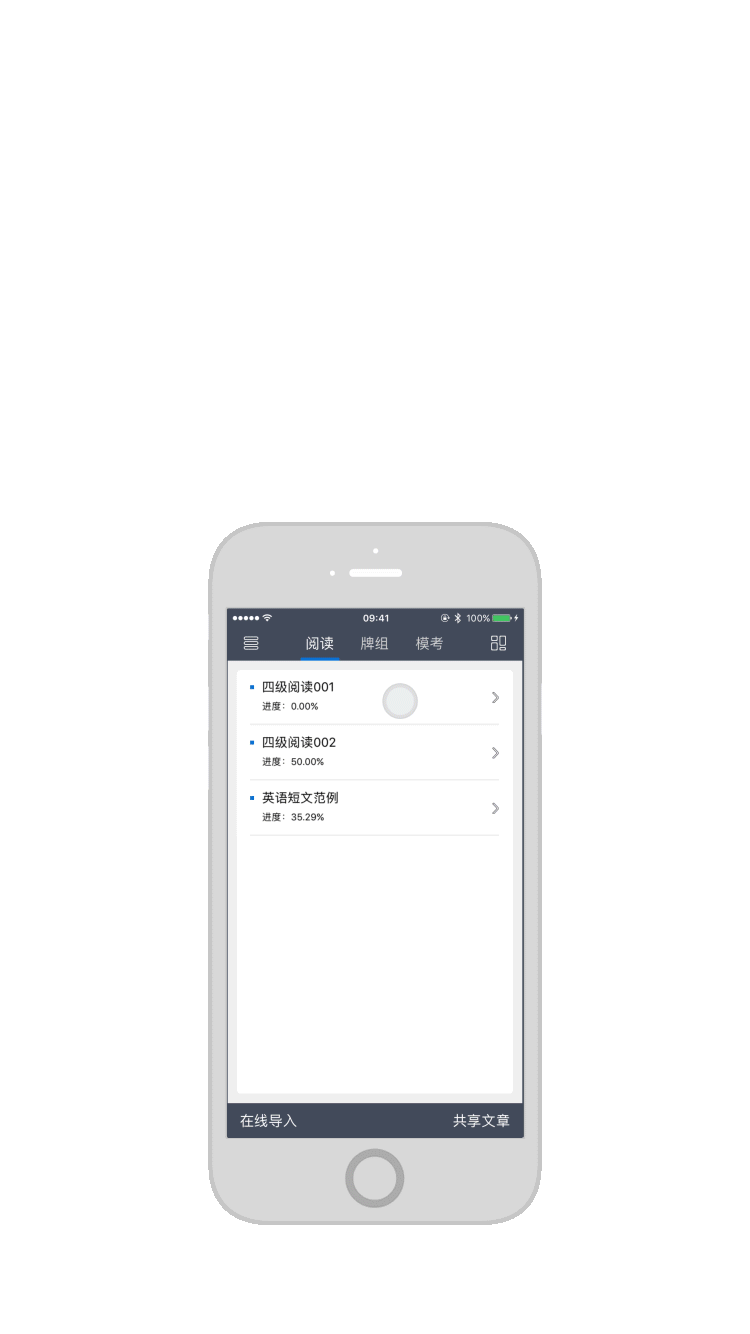 09:41 100%
阅读 牌组 模考
四级阅读001
进度：0.00%
四级阅读002
进度：50.00%
英语短文范例
进度：35.29%
在线导入 共享文章